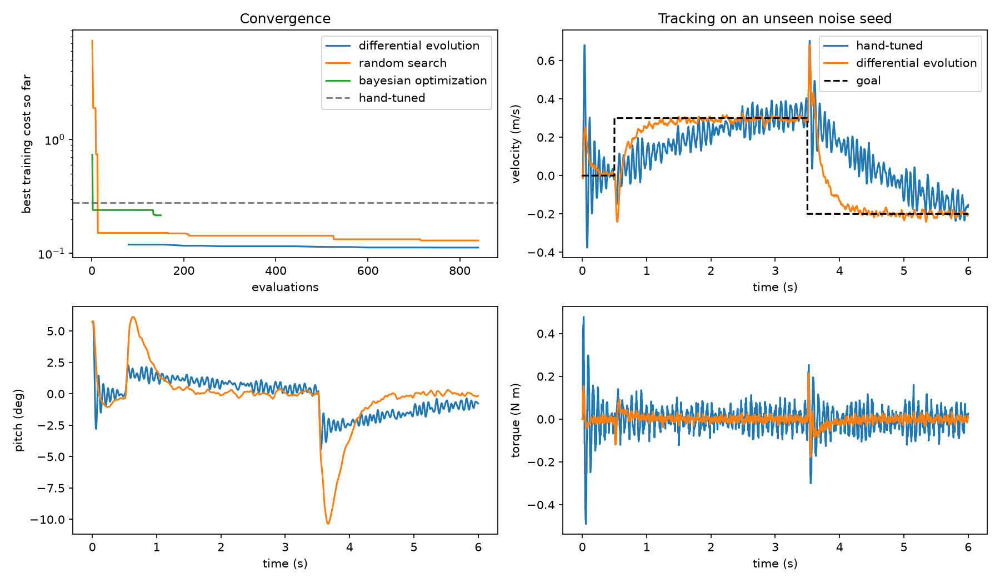 Convergence
best training cost so far
10⁰
10⁻¹
differential evolution
random search
bayesian optimization
hand-tuned
0 200 400 600 800
evaluations
Tracking on an unseen noise seed
velocity (m/s)
0.6
0.4
0.2
0.0
−0.2
−0.4
hand-tuned
differential evolution
goal
0 1 2 3 4 5 6
time (s)
pitch (deg)
5.0
2.5
0.0
−2.5
−5.0
−7.5
−10.0
0 1 2 3 4 5 6
time (s)
torque (N m)
0.4
0.2
0.0
−0.2
−0.4
0 1 2 3 4 5 6
time (s)